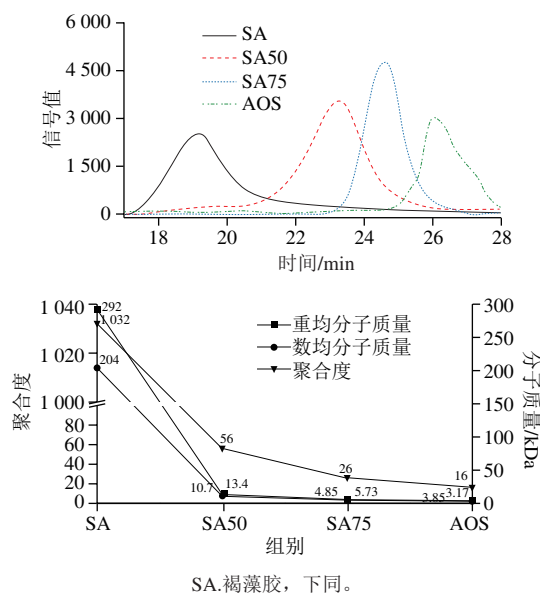 6 000
4 500
3 000
1 500
0
信号值
SA
SA50
SA75
AOS
18 20 22 24 26 28
时间/min
1 040
1 020
1 000
80
60
40
20
0
聚合度
292
1 032
204
重均分子质量
数均分子质量
聚合度
56
10.7
13.4
26
4.85
5.73
16
3.85
3.17
300
250
200
150
100
50
0
分子质量/kDa
SA SA50 SA75 AOS
组别
SA.褐藻胶，下同。